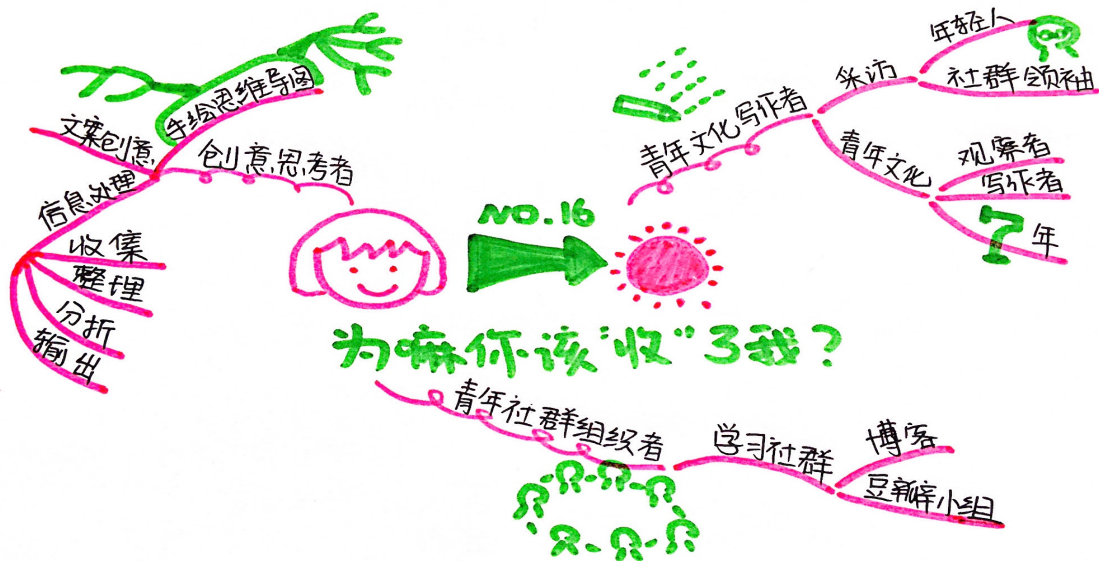 NO.16
为嘛你该“收”了我？
创意思考者
手绘思维导图
文案创意
信息处理
收集
整理
分折
输出
青年文化写作者
采访
年轻人
社群领袖
青年文化
观察者
写作者
7年
青年社群组织者
学习社群
博客
豆瓣小组